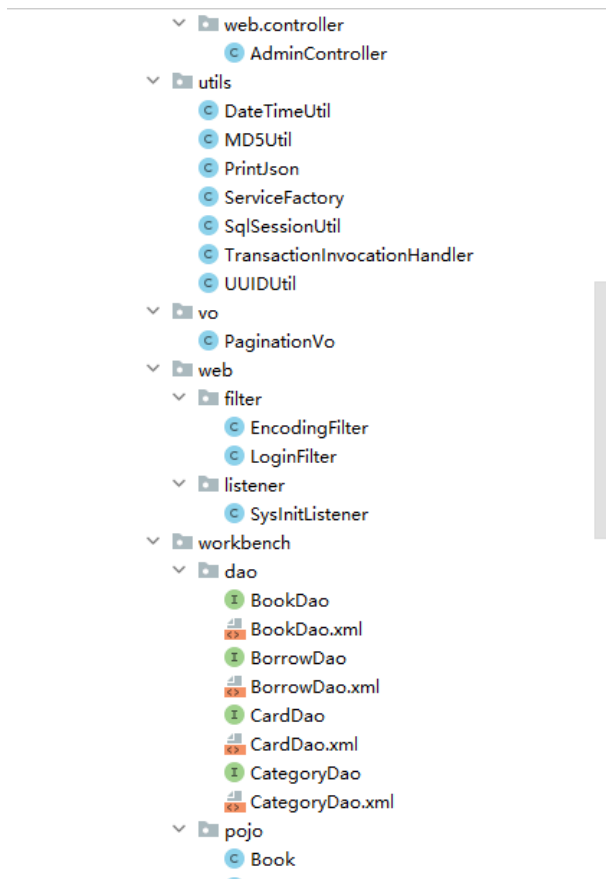 web.controller
AdminController
utils
DateTimeUtil
MD5Util
PrintJson
ServiceFactory
SqlSessionUtil
TransactionInvocationHandler
UUIDUtil
vo
PaginationVo
web
filter
EncodingFilter
LoginFilter
listener
SysInitListener
workbench
dao
BookDao
BookDao.xml
BorrowDao
BorrowDao.xml
CardDao
CardDao.xml
CategoryDao
CategoryDao.xml
pojo
Book